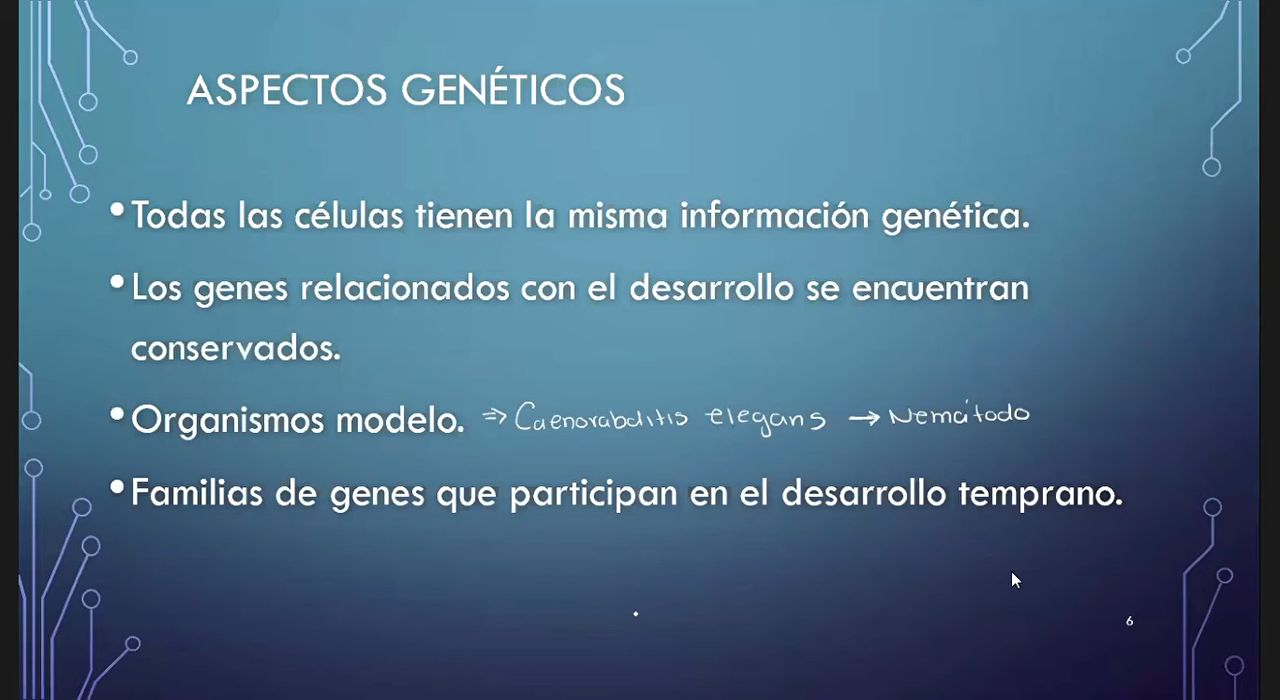 ASPECTOS GENÉTICOS
•Todas las células tienen la misma información genética.
•Los genes relacionados con el desarrollo se encuentran
conservados.
•Organismos modelo. ⇒ Caenorabditis elegans → Nemátodo
•Familias de genes que participan en el desarrollo temprano.
6